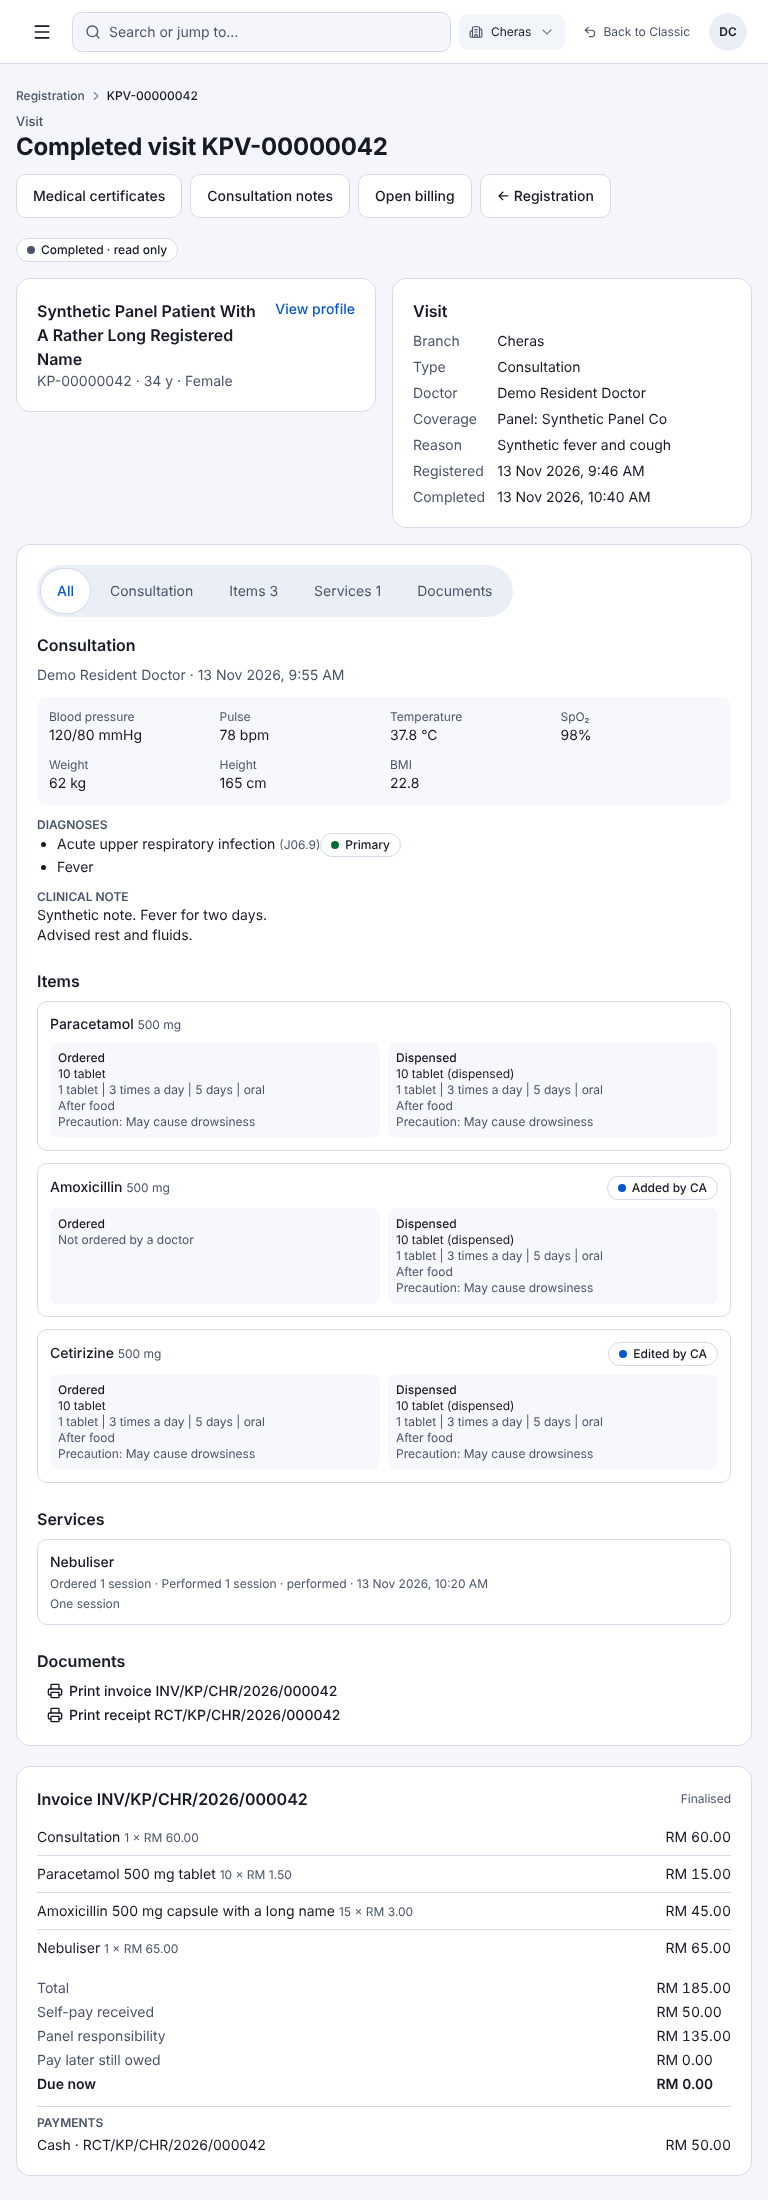 Search or jump to...
Cheras
Back to Classic
DC
Registration > KPV-00000042
Visit
Completed visit KPV-00000042
Medical certificates
Consultation notes
Open billing
← Registration
Completed · read only
Synthetic Panel Patient With
A Rather Long Registered
Name
View profile
KP-00000042 · 34 y · Female
Visit
Branch Cheras
Type Consultation
Doctor Demo Resident Doctor
Coverage Panel: Synthetic Panel Co
Reason Synthetic fever and cough
Registered 13 Nov 2026, 9:46 AM
Completed 13 Nov 2026, 10:40 AM
All
Consultation
Items 3
Services 1
Documents
Consultation
Demo Resident Doctor · 13 Nov 2026, 9:55 AM
Blood pressure Pulse Temperature SpO₂
120/80 mmHg 78 bpm 37.8 °C 98%
Weight Height BMI
62 kg 165 cm 22.8
DIAGNOSES
• Acute upper respiratory infection (J06.9) Primary
• Fever
CLINICAL NOTE
Synthetic note. Fever for two days.
Advised rest and fluids.
Items
Paracetamol 500 mg
Ordered
10 tablet
1 tablet | 3 times a day | 5 days | oral
After food
Precaution: May cause drowsiness
Dispensed
10 tablet (dispensed)
1 tablet | 3 times a day | 5 days | oral
After food
Precaution: May cause drowsiness
Amoxicillin 500 mg
Added by CA
Ordered
Not ordered by a doctor
Dispensed
10 tablet (dispensed)
1 tablet | 3 times a day | 5 days | oral
After food
Precaution: May cause drowsiness
Cetirizine 500 mg
Edited by CA
Ordered
10 tablet
1 tablet | 3 times a day | 5 days | oral
After food
Precaution: May cause drowsiness
Dispensed
10 tablet (dispensed)
1 tablet | 3 times a day | 5 days | oral
After food
Precaution: May cause drowsiness
Services
Nebuliser
Ordered 1 session · Performed 1 session · performed · 13 Nov 2026, 10:20 AM
One session
Documents
Print invoice INV/KP/CHR/2026/000042
Print receipt RCT/KP/CHR/2026/000042
Invoice INV/KP/CHR/2026/000042
Finalised
Consultation 1 × RM 60.00 RM 60.00
Paracetamol 500 mg tablet 10 × RM 1.50 RM 15.00
Amoxicillin 500 mg capsule with a long name 15 × RM 3.00 RM 45.00
Nebuliser 1 × RM 65.00 RM 65.00
Total RM 185.00
Self-pay received RM 50.00
Panel responsibility RM 135.00
Pay later still owed RM 0.00
Due now RM 0.00
PAYMENTS
Cash · RCT/KP/CHR/2026/000042 RM 50.00